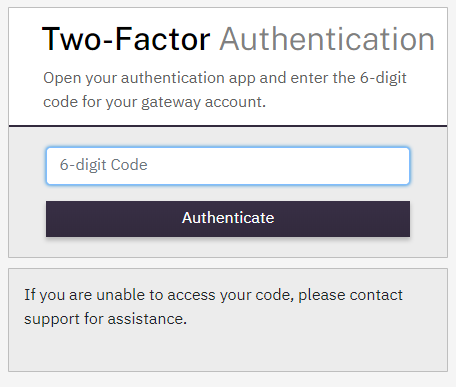 Two-Factor Authentication
Open your authentication app and enter the 6-digit
code for your gateway account.
6-digit Code
Authenticate
If you are unable to access your code, please contact
support for assistance.